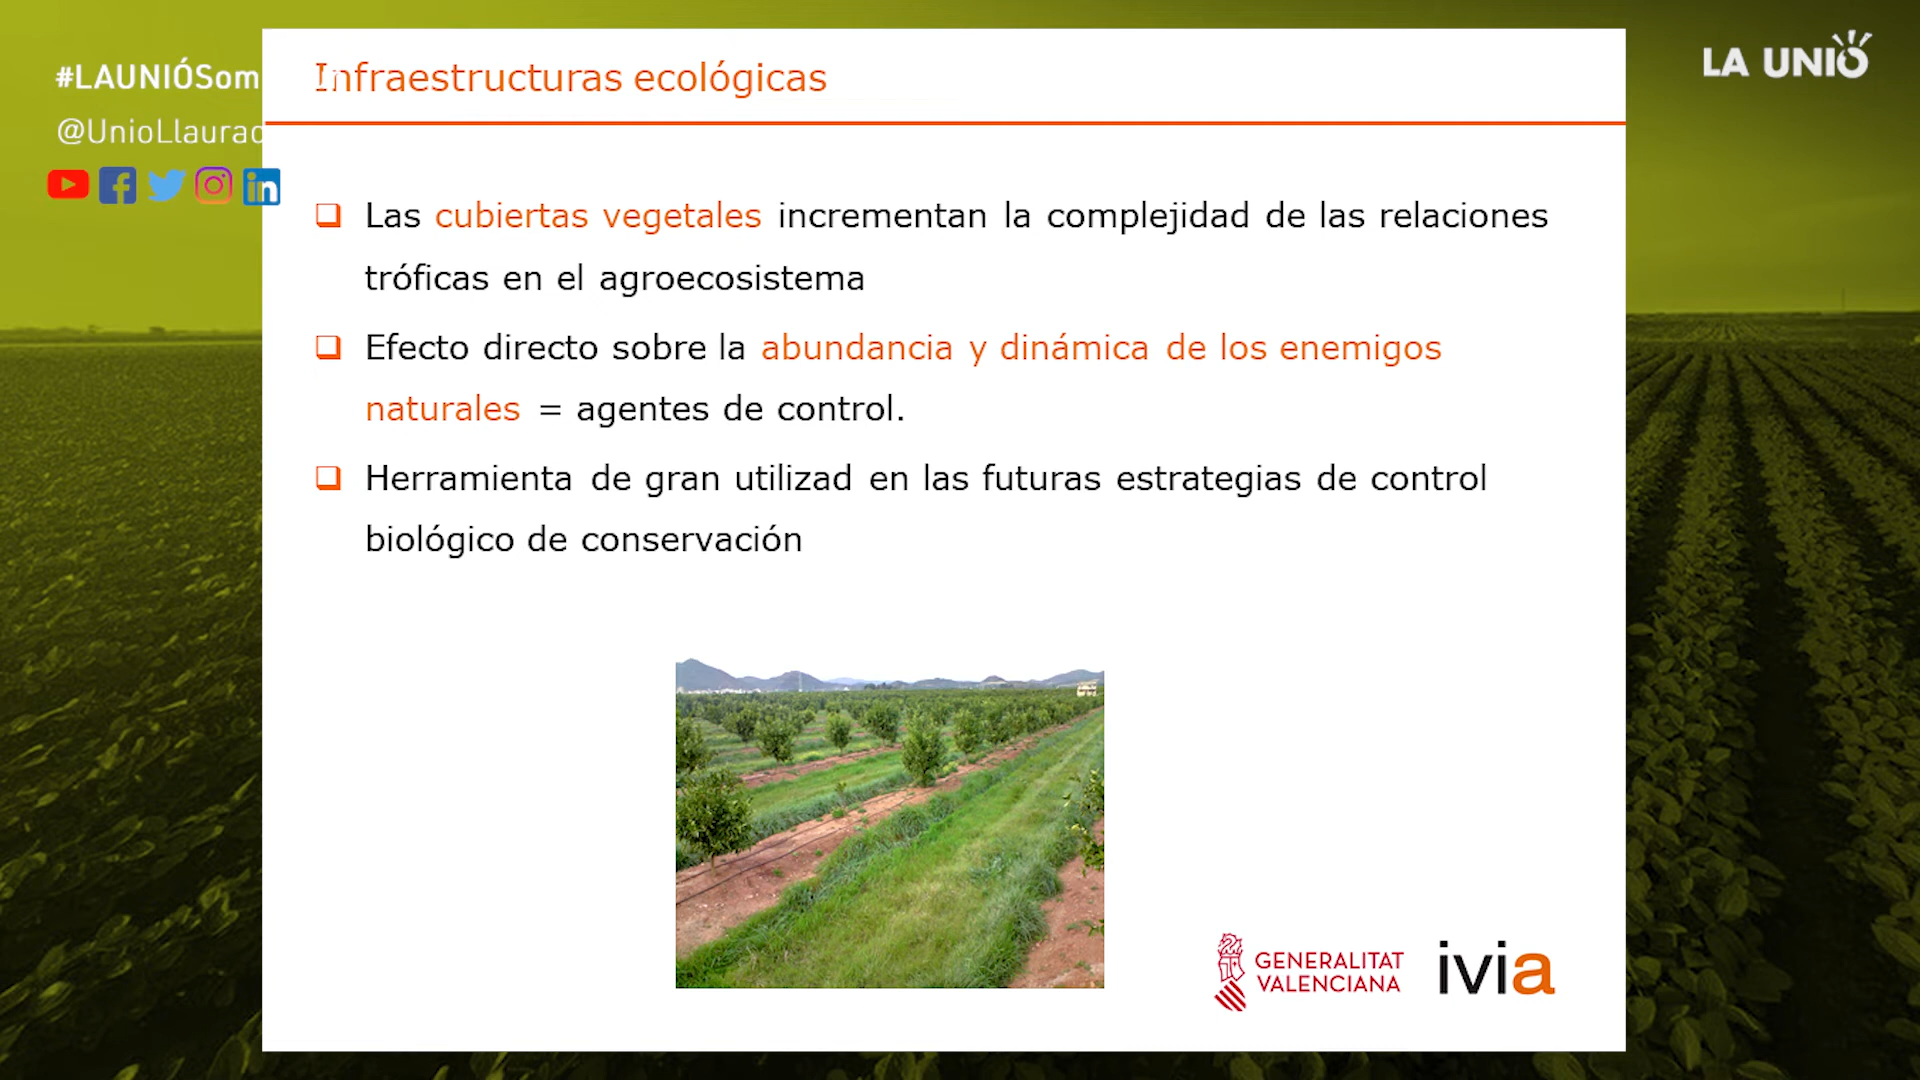 #LAUNIÓSom
@UnioLlaurad
LA UNIÓ
Infraestructuras ecológicas
Las cubiertas vegetales incrementan la complejidad de las relaciones
tróficas en el agroecosistema
Efecto directo sobre la abundancia y dinámica de los enemigos
naturales = agentes de control.
Herramienta de gran utilizad en las futuras estrategias de control
biológico de conservación
GENERALITAT
VALENCIANA
ivia